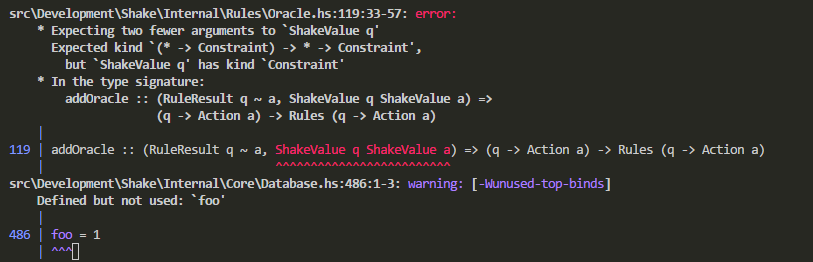 src\Development\Shake\Internal\Rules\Oracle.hs:119:33-57: error:
    * Expecting two fewer arguments to `ShakeValue q'
      Expected kind `(* -> Constraint) -> * -> Constraint',
        but `ShakeValue q' has kind `Constraint'
    * In the type signature:
        addOracle :: (RuleResult q ~ a, ShakeValue q ShakeValue a) =>
                     (q -> Action a) -> Rules (q -> Action a)
    |
119 | addOracle :: (RuleResult q ~ a, ShakeValue q ShakeValue a) => (q -> Action a) -> Rules (q -> Action a)
    |                                 ^^^^^^^^^^^^^^^^^^^^^^^^^
src\Development\Shake\Internal\Core\Database.hs:486:1-3: warning: [-Wunused-top-binds]
    Defined but not used: `foo'
    |
486 | foo = 1
    | ^^^